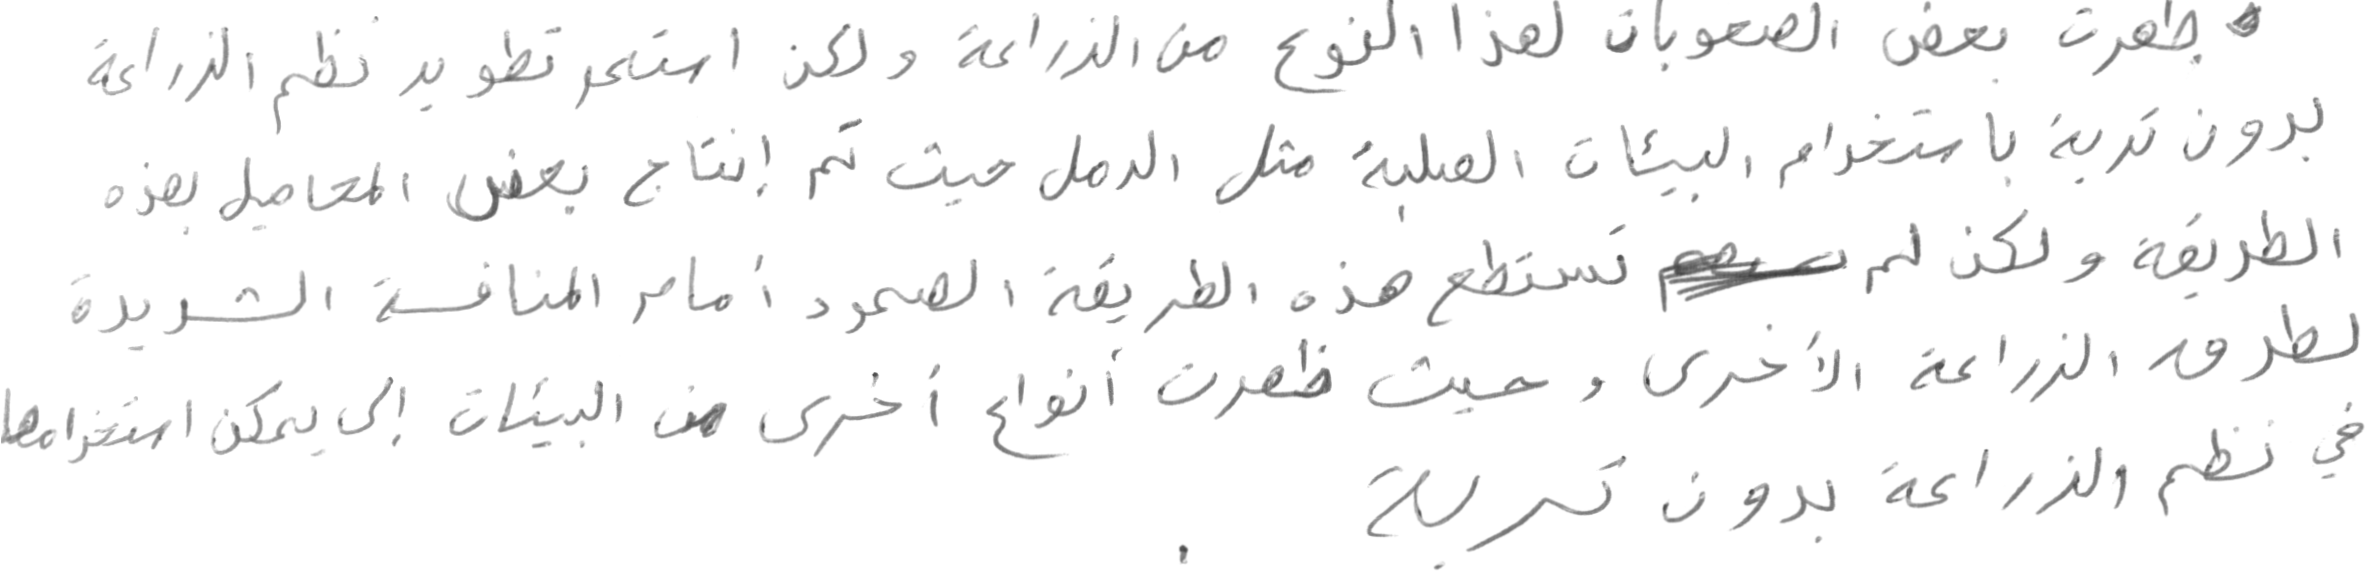 ظهرت بعض الصعوبات لهذا النوع من الزراعة ولكن استمر تطوير نظم الزراعة
بدون تربة باستخدام البيئات الصلبة مثل الرمل حيث تم إنتاج بعض المحاصيل بهذه
الطريقة ولكن لم تستطع هذه الطريقة الصمود أمام المنافسة الشديدة
لطرق الزراعة الأخرى وحيث ظهرت أنواع أخرى من البيئات إلى يمكن استخدامها
في نظم الزراعة بدون تربة .